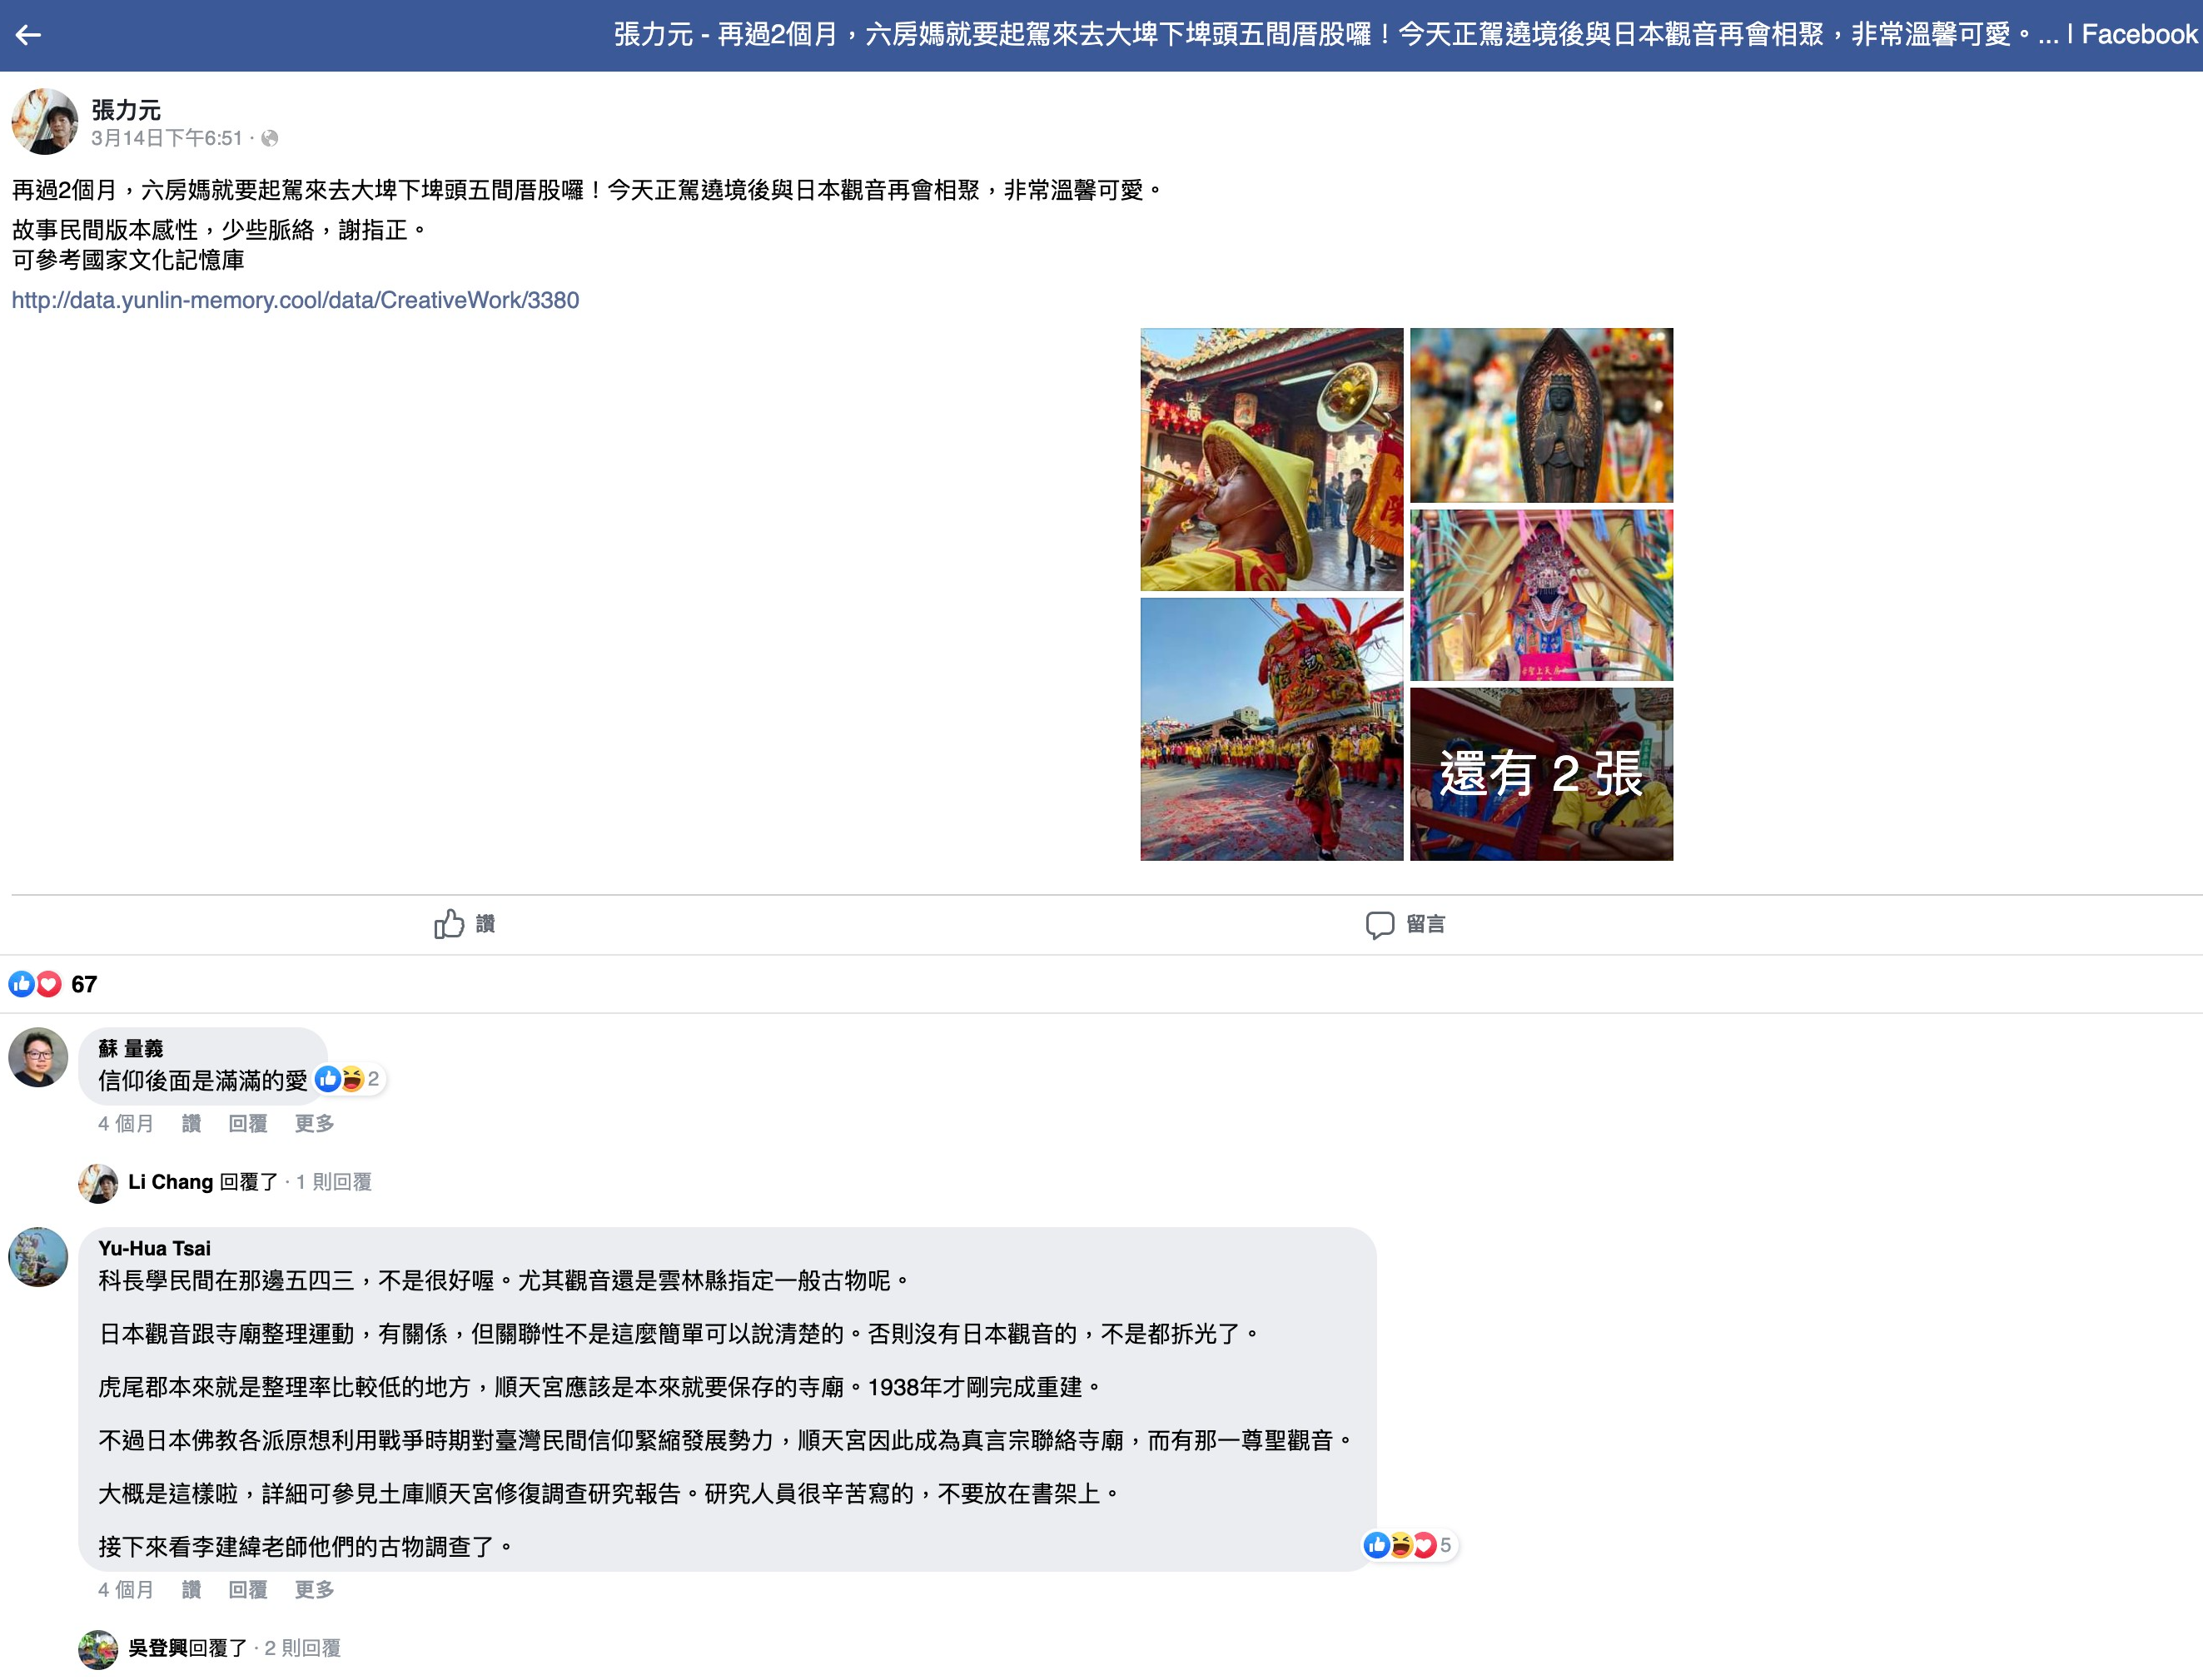 張力元 - 再過2個月，六房媽就要起駕來去大埤下埤頭五間厝股囉！今天正駕遶境後與日本觀音再會相聚，非常溫馨可愛。... | Facebook
張力元
3月14日下午6:51 ·
再過2個月，六房媽就要起駕來去大埤下埤頭五間厝股囉！今天正駕遶境後與日本觀音再會相聚，非常溫馨可愛。
故事民間版本感性，少些脈絡，謝指正。
可參考國家文化記憶庫
http://data.yunlin-memory.cool/data/CreativeWork/3380
還有 2 張
讚 留言
67
蘇 量義
信仰後面是滿滿的愛 2
4 個月 讚 回覆 更多
Li Chang 回覆了 · 1 則回覆
Yu-Hua Tsai
科長學民間在那邊五四三，不是很好喔。尤其觀音還是雲林縣指定一般古物呢。
日本觀音跟寺廟整理運動，有關係，但關聯性不是這麼簡單可以說清楚的。否則沒有日本觀音的，不是都拆光了。
虎尾郡本來就是整理率比較低的地方，順天宮應該是本來就要保存的寺廟。1938年才剛完成重建。
不過日本佛教各派原想利用戰爭時期對臺灣民間信仰緊縮發展勢力，順天宮因此成為真言宗聯絡寺廟，而有那一尊聖觀音。
大概是這樣啦，詳細可參見土庫順天宮修復調查研究報告。研究人員很辛苦寫的，不要放在書架上。
接下來看李建緯老師他們的古物調查了。
5
4 個月 讚 回覆 更多
吳登興回覆了 · 2 則回覆